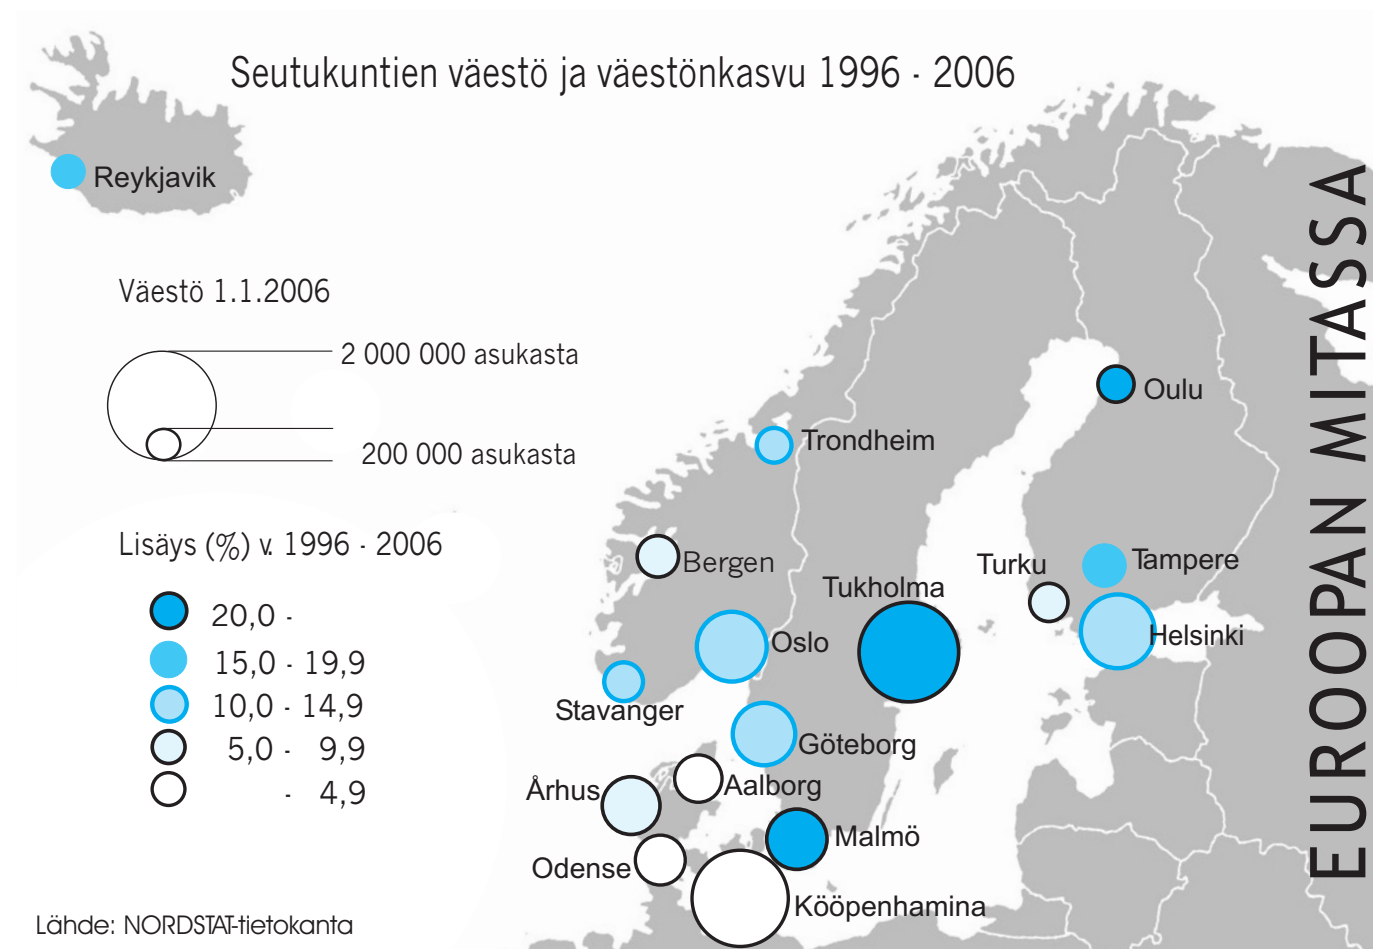 Seutukuntien väestö ja väestönkasvu 1996 - 2006
Reykjavik
Väestö 1.1.2006
2 000 000 asukasta
200 000 asukasta
Lisäys (%) v. 1996 - 2006
20,0 -
15,0 - 19,9
10,0 - 14,9
5,0 - 9,9
- 4,9
Oulu
Trondheim
Bergen
Turku
Tampere
Tukholma
Oslo
Helsinki
Stavanger
Göteborg
Århus
Aalborg
Malmö
Odense
Kööpenhamina
Lähde: NORDSTAT-tietokanta
EUROOPAN MITASSA